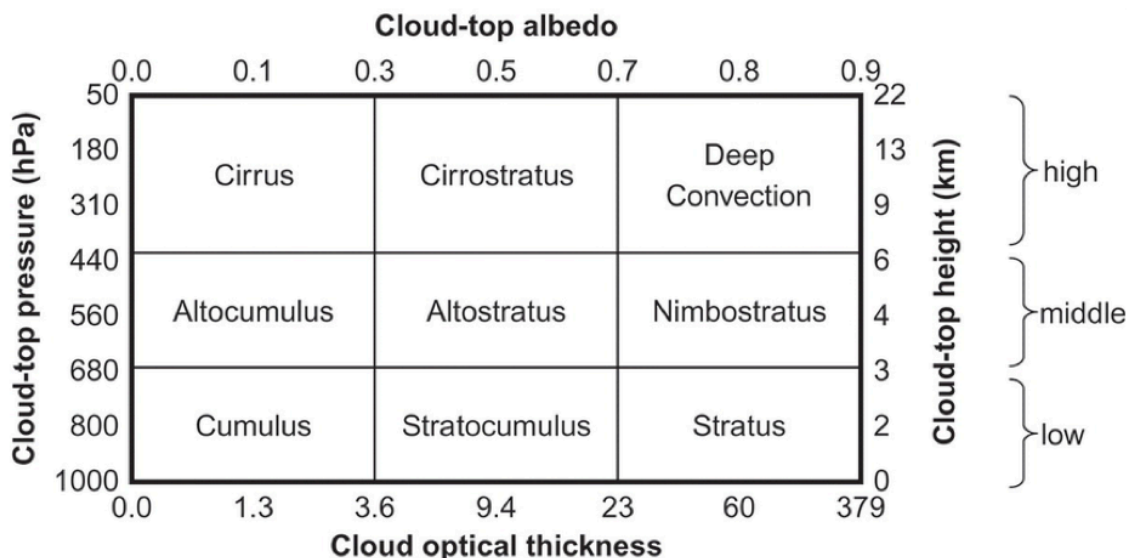 Cloud-top albedo
0.0 0.1 0.3 0.5 0.7 0.8 0.9
Cloud-top pressure (hPa)
50
180
310
440
560
680
800
1000
Cirrus
Cirrostratus
Deep
Convection
Altocumulus
Altostratus
Nimbostratus
Cumulus
Stratocumulus
Stratus
22
13
9
6
4
3
2
0
Cloud-top height (km)
high
middle
low
0.0 1.3 3.6 9.4 23 60 379
Cloud optical thickness